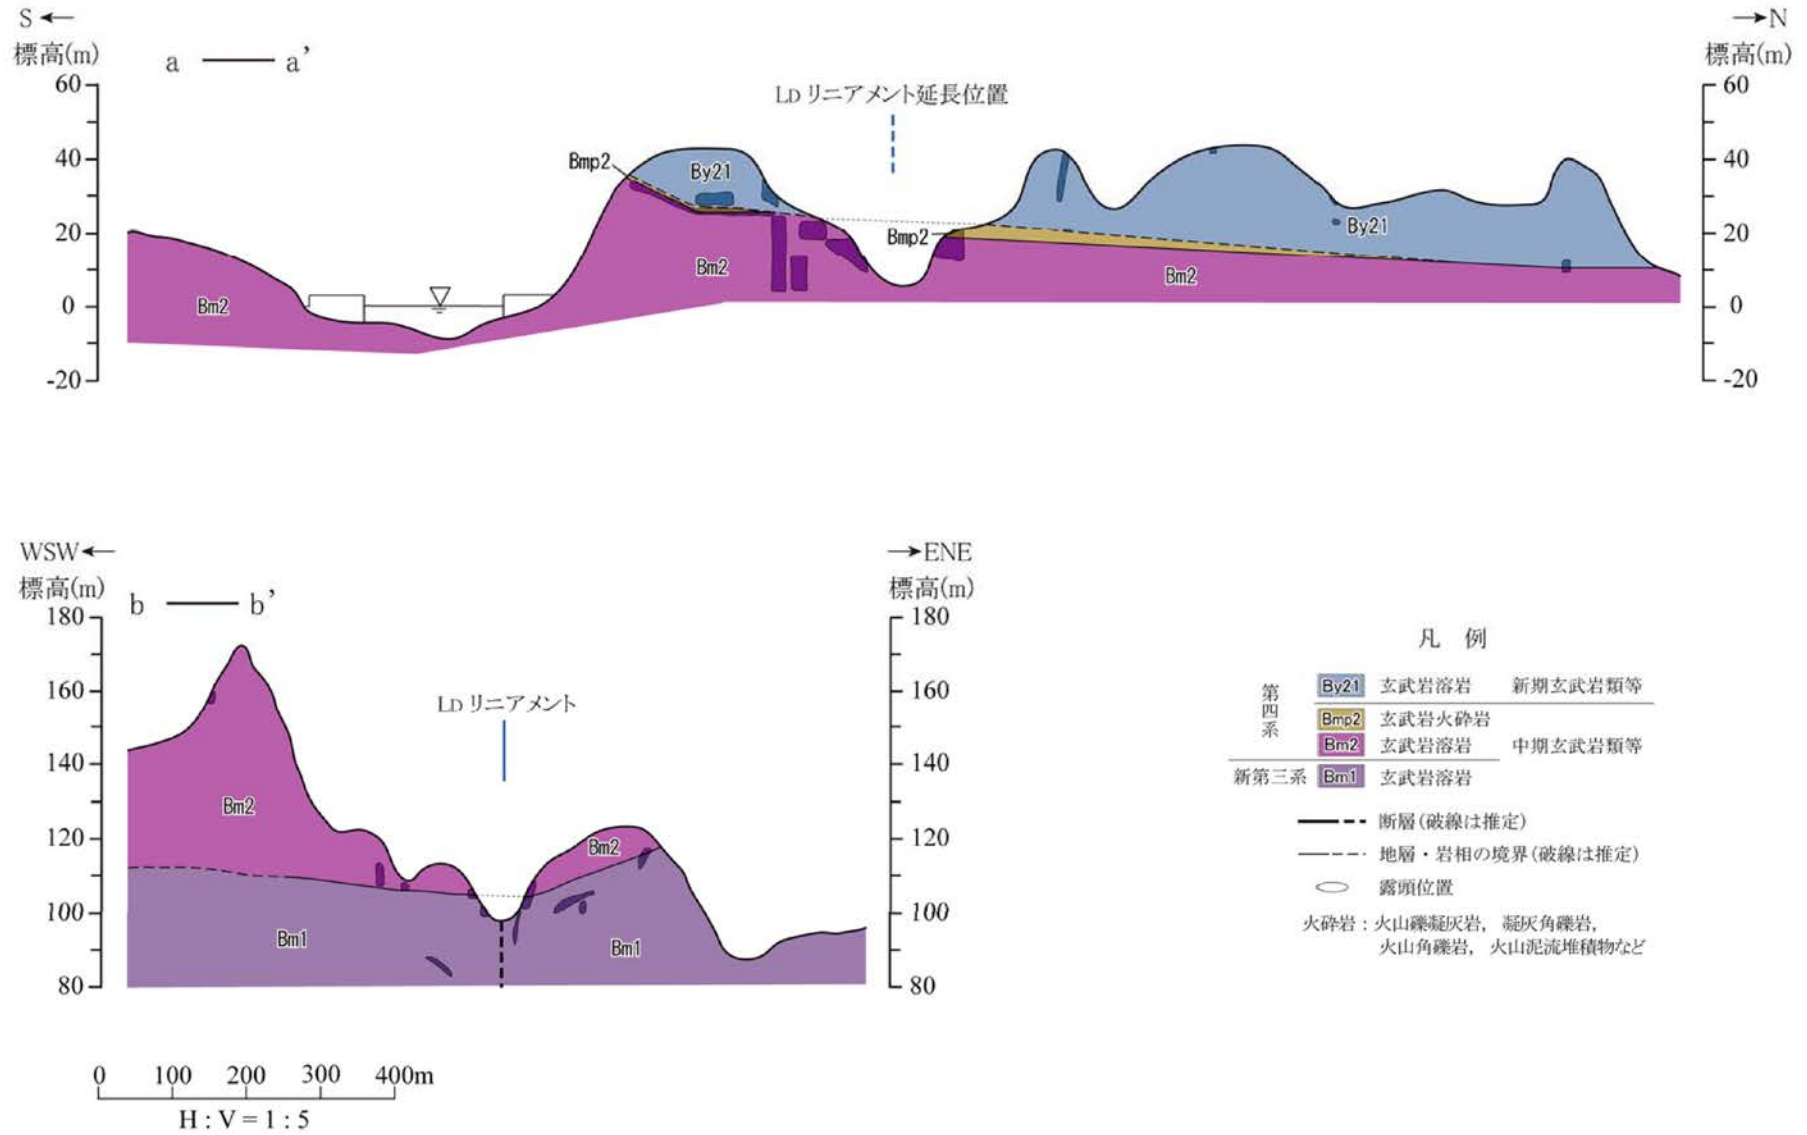 S ←
→N
標高(m)
標高(m)
a
a’
LD リニアメント延長位置
60
40
20
0
-20
60
40
20
0
-20
Bmp2
By21
Bm2
Bm2
Bmp2
By21
Bm2
WSW←
→ENE
標高(m)
標高(m)
b
b’
LD リニアメント
180
160
140
120
100
80
180
160
140
120
100
80
Bm2
Bm2
Bm1
Bm1
凡 例
第四系
By21 玄武岩溶岩 新期玄武岩類等
Bmp2 玄武岩火砕岩
Bm2 玄武岩溶岩 中期玄武岩類等
新第三系 Bm1 玄武岩溶岩
断層(破線は推定)
地層・岩相の境界(破線は推定)
露頭位置
火砕岩：火山礫凝灰岩, 凝灰角礫岩,
火山角礫岩, 火山泥流堆積物など
0 100 200 300 400m
H : V = 1 : 5